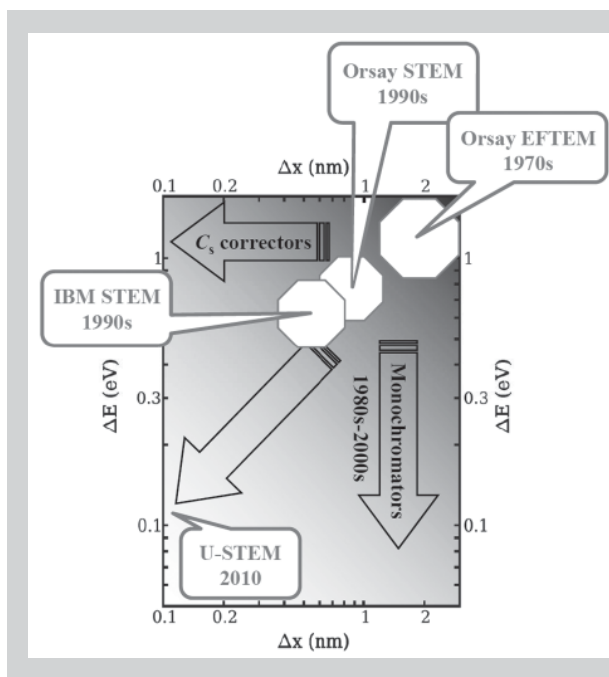 Orsay STEM
1990s
Orsay EFTEM
1970s
Δx (nm)
0.1 0.2 1 2
Cs correctors
1 1
IBM STEM
1990s
ΔE (eV)
ΔE (eV)
0.3 0.3
Monochromators
1980s-2000s
0.1 0.1
U-STEM
2010
0.1 0.2 1 2
Δx (nm)